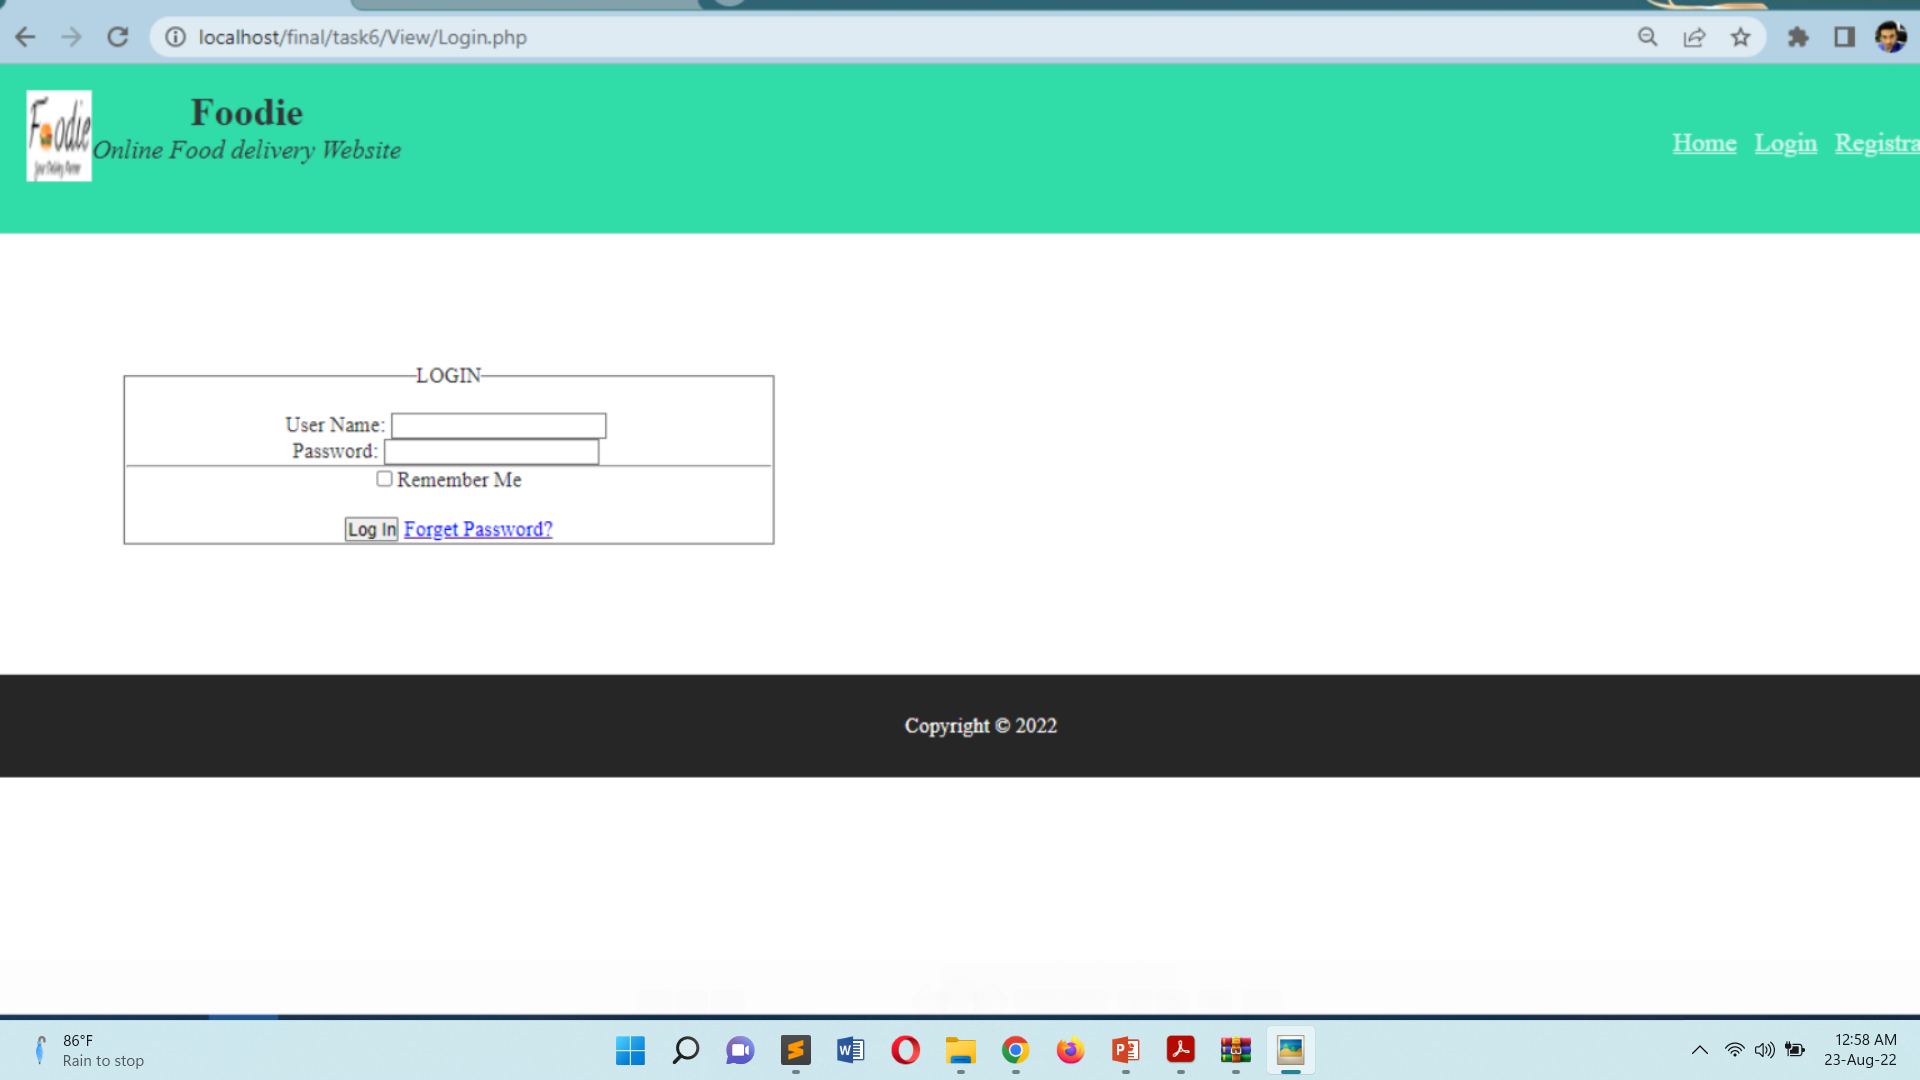 localhost/final/task6/View/Login.php
Foodie
Foodie
Online Food delivery Website
Home Login Registra
LOGIN
User Name:
Password:
Remember Me
Log In Forget Password?
Copyright © 2022
86°F
Rain to stop
12:58 AM
23-Aug-22